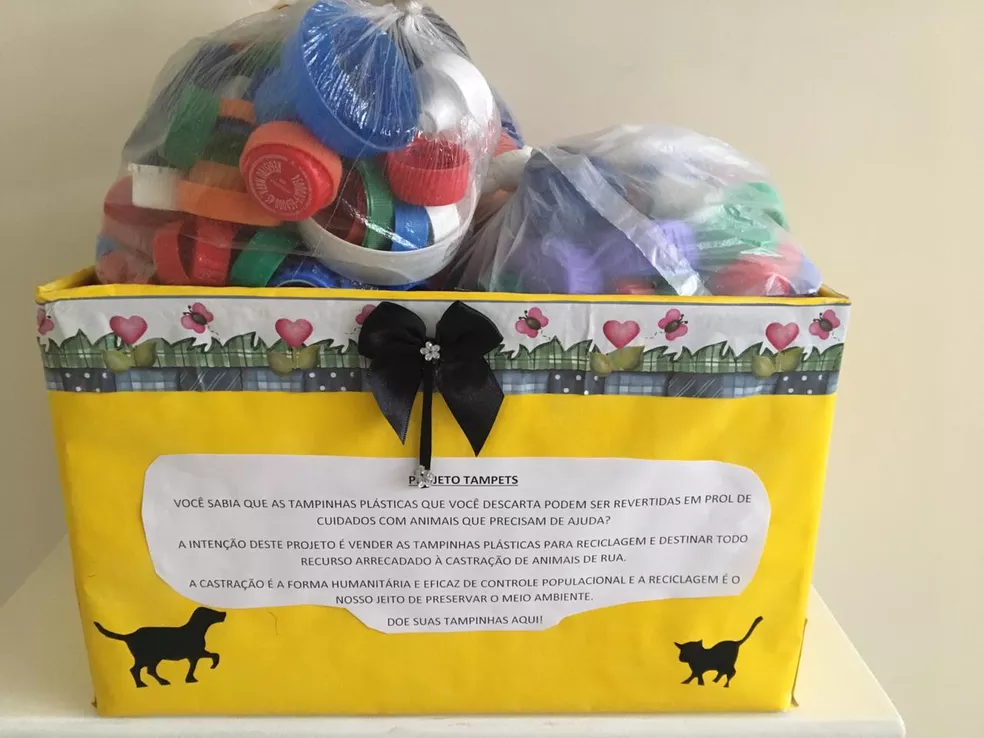 PROJETO TAMPETS
VOCÊ SABIA QUE AS TAMPINHAS PLÁSTICAS QUE VOCÊ DESCARTA PODEM SER REVERTIDAS EM PROL DE
CUIDADOS COM ANIMAIS QUE PRECISAM DE AJUDA?
A INTENÇÃO DESTE PROJETO É VENDER AS TAMPINHAS PLÁSTICAS PARA RECICLAGEM E DESTINAR TODO
RECURSO ARRECADADO À CASTRAÇÃO DE ANIMAIS DE RUA.
A CASTRAÇÃO É A FORMA HUMANITÁRIA E EFICAZ DE CONTROLE POPULACIONAL E A RECICLAGEM É O
NOSSO JEITO DE PRESERVAR O MEIO AMBIENTE.
DOE SUAS TAMPINHAS AQUI!